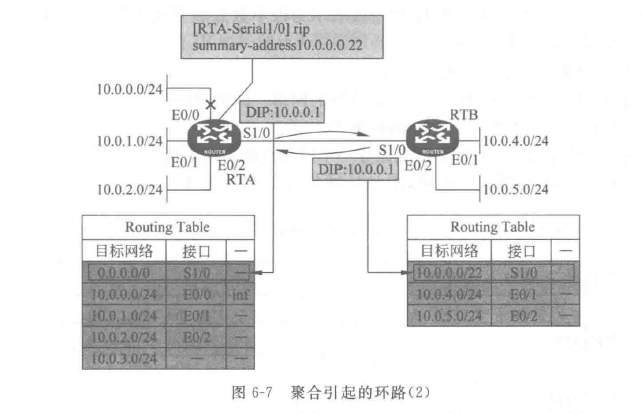 [RTA-Serial1/0] rip
summary-address10.0.0.0 22
10.0.0.0/24
E0/0
DIP:10.0.0.1
RTB
10.0.1.0/24
S1/0
S1/0
10.0.4.0/24
ROUTER
ROUTER
E0/1
E0/2
E0/2
E0/1
RTA
DIP:10.0.0.1
10.0.2.0/24
10.0.5.0/24
Routing Table
目标网络 接口 —
0.0.0.0/0 S1/0 —
10.0.0.0/24 E0/0 inf
10.0.1.0/24 E0/1 —
10.0.2.0/24 E0/2 —
10.0.3.0/24 — —
Routing Table
目标网络 接口 —
10.0.0.0/22 S1/0 —
10.0.4.0/24 E0/1 —
10.0.5.0/24 E0/2 —
图 6-7 聚合引起的环路(2)